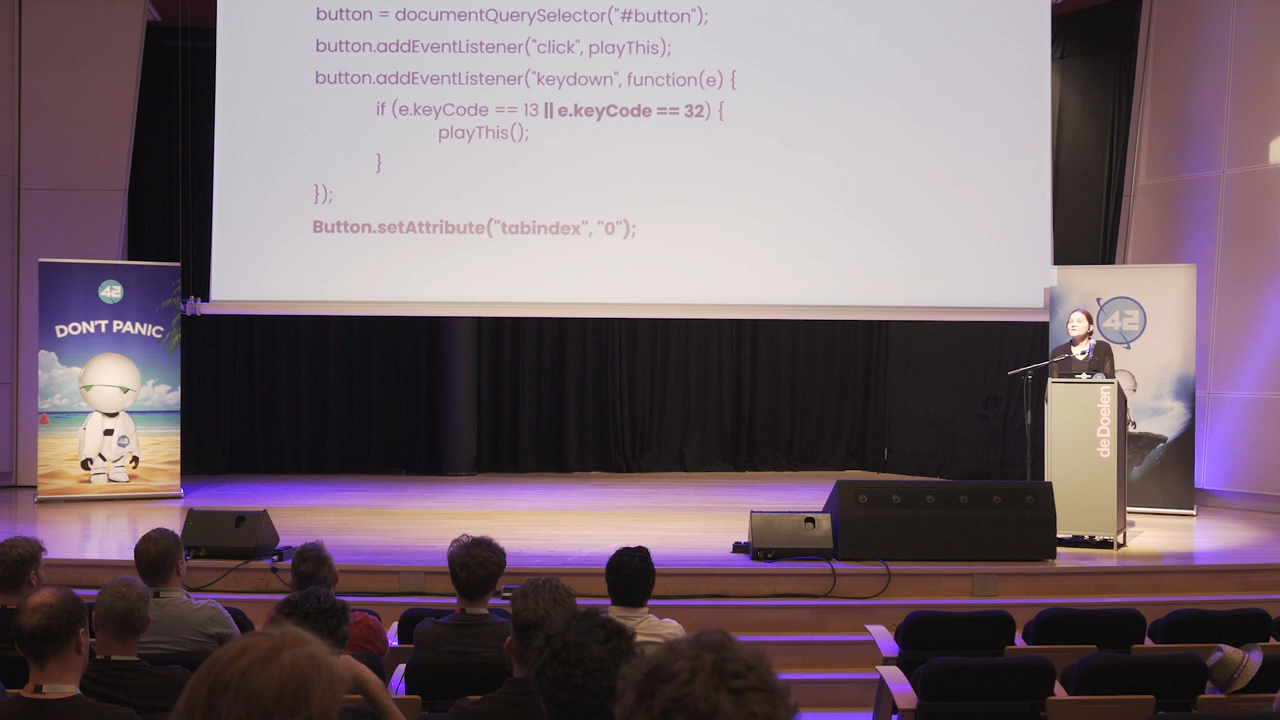 button = documentQuerySelector("#button");
button.addEventListener("click", playThis);
button.addEventListener("keydown", function(e) {
if (e.keyCode == 13 || e.keyCode == 32) {
playThis();
}
});
Button.setAttribute("tabindex", "0");
42
DON'T PANIC
42
42
deDoelen